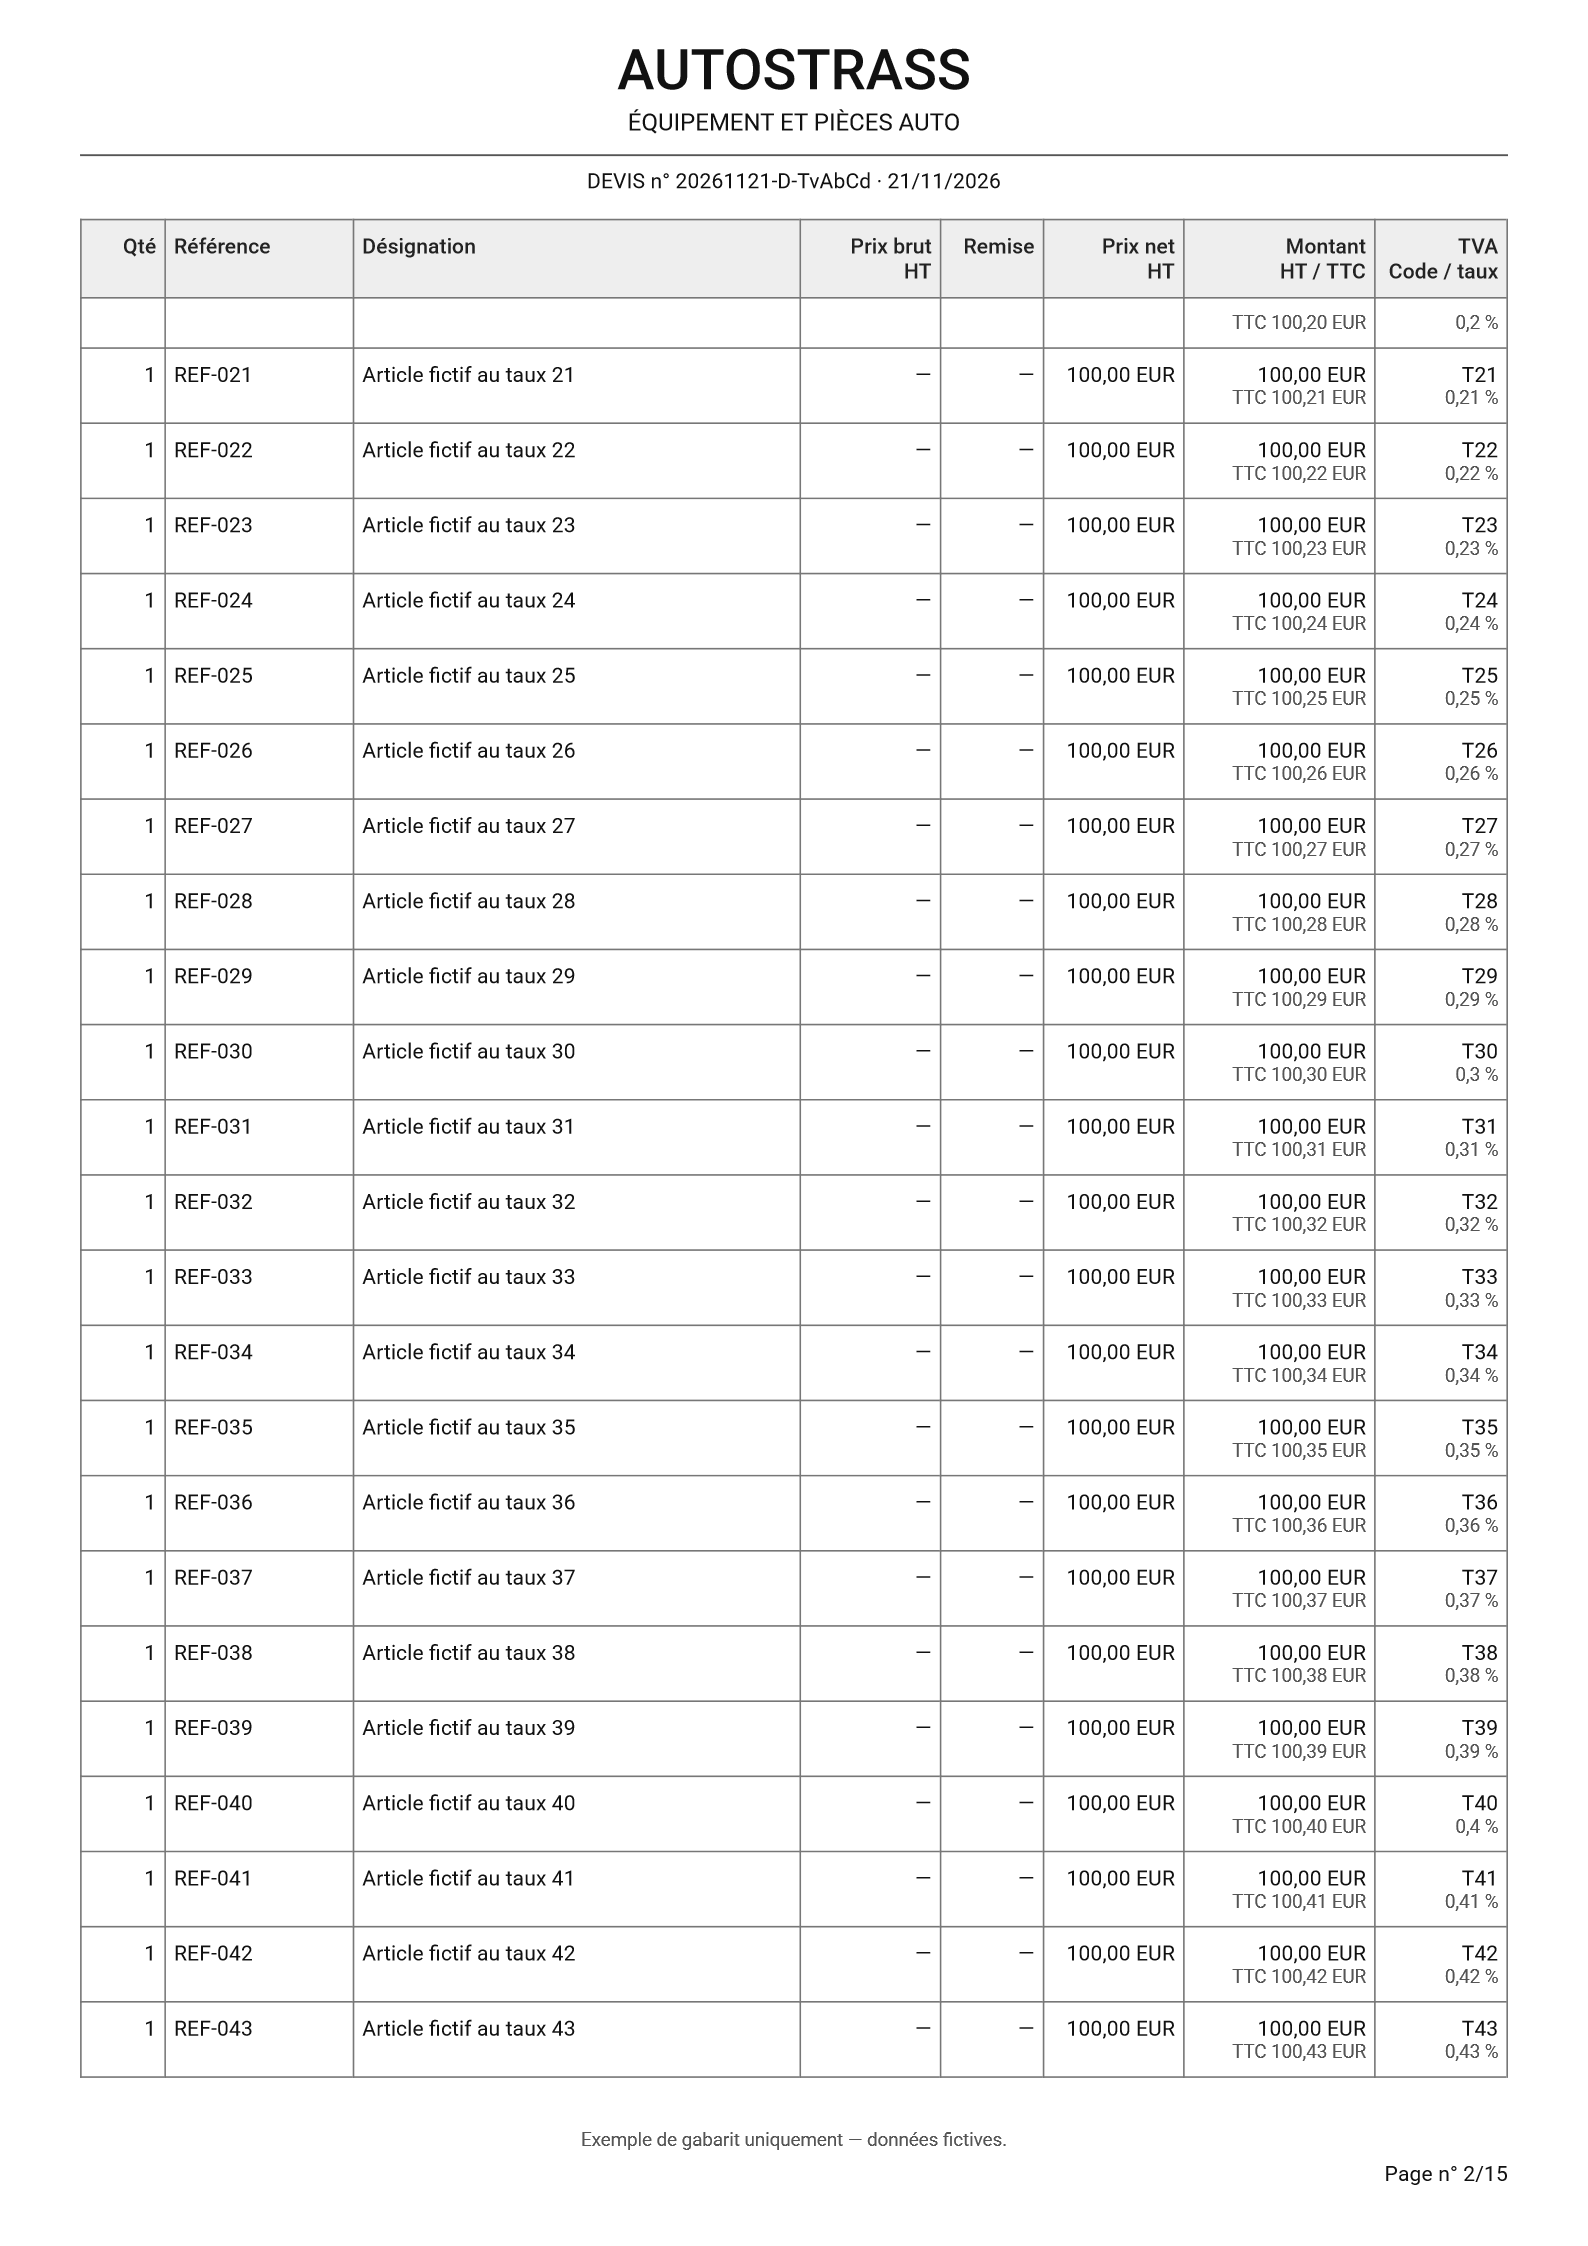 AUTOSTRASS
ÉQUIPEMENT ET PIÈCES AUTO
DEVIS n° 20261121-D-TvAbCd · 21/11/2026
Qté Référence Désignation Prix brut HT Remise Prix net HT Montant HT / TTC TVA Code / taux
TTC 100,20 EUR 0,2 %
1 REF-021 Article fictif au taux 21 — — 100,00 EUR 100,00 EUR T21
TTC 100,21 EUR 0,21 %
1 REF-022 Article fictif au taux 22 — — 100,00 EUR 100,00 EUR T22
TTC 100,22 EUR 0,22 %
1 REF-023 Article fictif au taux 23 — — 100,00 EUR 100,00 EUR T23
TTC 100,23 EUR 0,23 %
1 REF-024 Article fictif au taux 24 — — 100,00 EUR 100,00 EUR T24
TTC 100,24 EUR 0,24 %
1 REF-025 Article fictif au taux 25 — — 100,00 EUR 100,00 EUR T25
TTC 100,25 EUR 0,25 %
1 REF-026 Article fictif au taux 26 — — 100,00 EUR 100,00 EUR T26
TTC 100,26 EUR 0,26 %
1 REF-027 Article fictif au taux 27 — — 100,00 EUR 100,00 EUR T27
TTC 100,27 EUR 0,27 %
1 REF-028 Article fictif au taux 28 — — 100,00 EUR 100,00 EUR T28
TTC 100,28 EUR 0,28 %
1 REF-029 Article fictif au taux 29 — — 100,00 EUR 100,00 EUR T29
TTC 100,29 EUR 0,29 %
1 REF-030 Article fictif au taux 30 — — 100,00 EUR 100,00 EUR T30
TTC 100,30 EUR 0,3 %
1 REF-031 Article fictif au taux 31 — — 100,00 EUR 100,00 EUR T31
TTC 100,31 EUR 0,31 %
1 REF-032 Article fictif au taux 32 — — 100,00 EUR 100,00 EUR T32
TTC 100,32 EUR 0,32 %
1 REF-033 Article fictif au taux 33 — — 100,00 EUR 100,00 EUR T33
TTC 100,33 EUR 0,33 %
1 REF-034 Article fictif au taux 34 — — 100,00 EUR 100,00 EUR T34
TTC 100,34 EUR 0,34 %
1 REF-035 Article fictif au taux 35 — — 100,00 EUR 100,00 EUR T35
TTC 100,35 EUR 0,35 %
1 REF-036 Article fictif au taux 36 — — 100,00 EUR 100,00 EUR T36
TTC 100,36 EUR 0,36 %
1 REF-037 Article fictif au taux 37 — — 100,00 EUR 100,00 EUR T37
TTC 100,37 EUR 0,37 %
1 REF-038 Article fictif au taux 38 — — 100,00 EUR 100,00 EUR T38
TTC 100,38 EUR 0,38 %
1 REF-039 Article fictif au taux 39 — — 100,00 EUR 100,00 EUR T39
TTC 100,39 EUR 0,39 %
1 REF-040 Article fictif au taux 40 — — 100,00 EUR 100,00 EUR T40
TTC 100,40 EUR 0,4 %
1 REF-041 Article fictif au taux 41 — — 100,00 EUR 100,00 EUR T41
TTC 100,41 EUR 0,41 %
1 REF-042 Article fictif au taux 42 — — 100,00 EUR 100,00 EUR T42
TTC 100,42 EUR 0,42 %
1 REF-043 Article fictif au taux 43 — — 100,00 EUR 100,00 EUR T43
TTC 100,43 EUR 0,43 %
Exemple de gabarit uniquement — données fictives.
Page n° 2/15